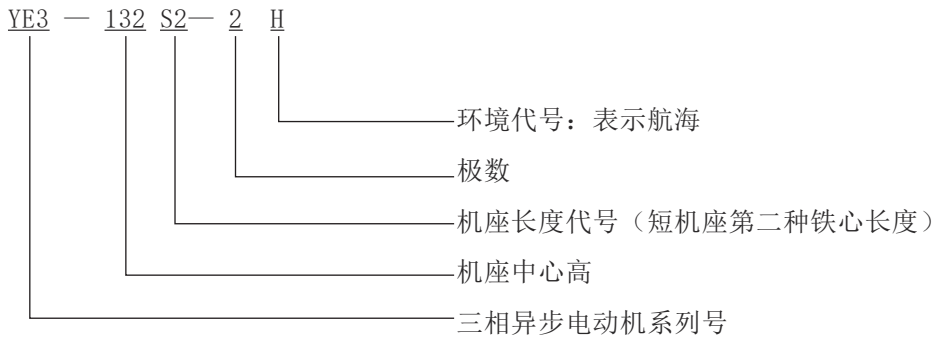 YE3 — 132 S2— 2 H
环境代号：表示航海
极数
机座长度代号（短机座第二种铁心长度）
机座中心高
三相异步电动机系列号